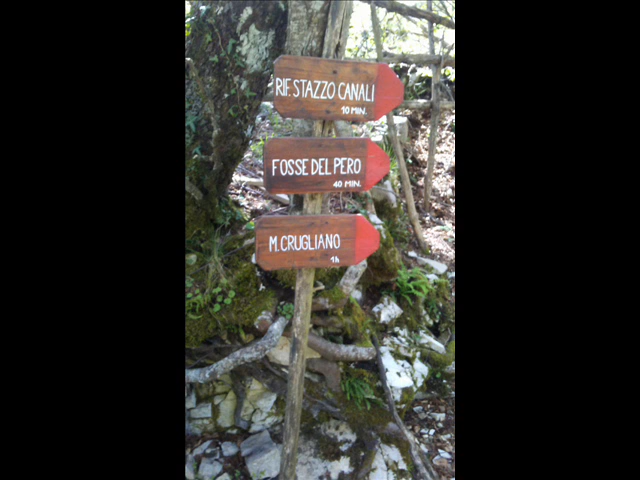 RIF. STAZZO CANALI
10 MIN.
FOSSE DEL PERO
40 MIN.
M. CRUGLIANO
1h